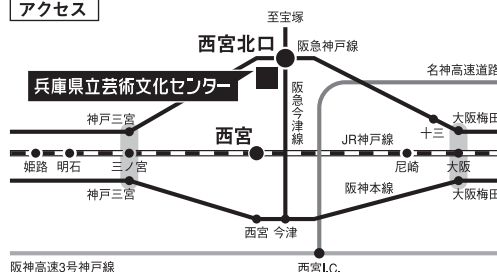 アクセス
至宝塚
西宮北口
阪急神戸線
兵庫県立芸術文化センター
阪急今津線
名神高速道路
神戸三宮
十三
大阪梅田
西宮
JR神戸線
姫路
明石
三ノ宮
尼崎
大阪
神戸三宮
阪神本線
大阪梅田
西宮
今津
阪神高速3号神戸線
西宮I.C.